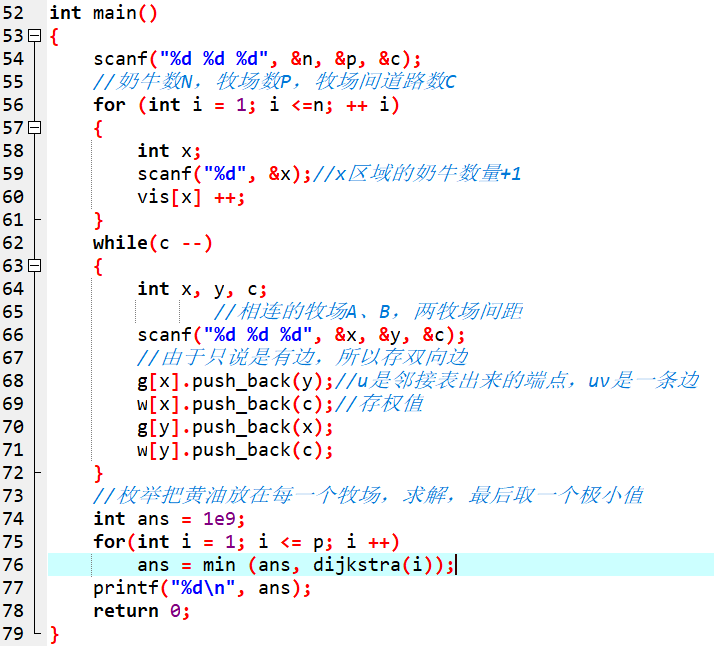 52 int main()
53 {
54 scanf("%d %d %d", &n, &p, &c);
55 //奶牛数N，牧场数P，牧场间道路数C
56 for (int i = 1; i <=n; ++ i)
57 {
58 int x;
59 scanf("%d", &x);//x区域的奶牛数量+1
60 vis[x] ++;
61 }
62 while(c --)
63 {
64 int x, y, c;
65 //相连的牧场A、B，两牧场间距
66 scanf("%d %d %d", &x, &y, &c);
67 //由于只说是有边，所以存双向边
68 g[x].push_back(y);//u是邻接表出来的端点，uv是一条边
69 w[x].push_back(c);//存权值
70 g[y].push_back(x);
71 w[y].push_back(c);
72 }
73 //枚举把黄油放在每一个牧场，求解，最后取一个极小值
74 int ans = 1e9;
75 for(int i = 1; i <= p; i ++)
76 ans = min (ans, dijkstra(i));
77 printf("%d\n", ans);
78 return 0;
79 }